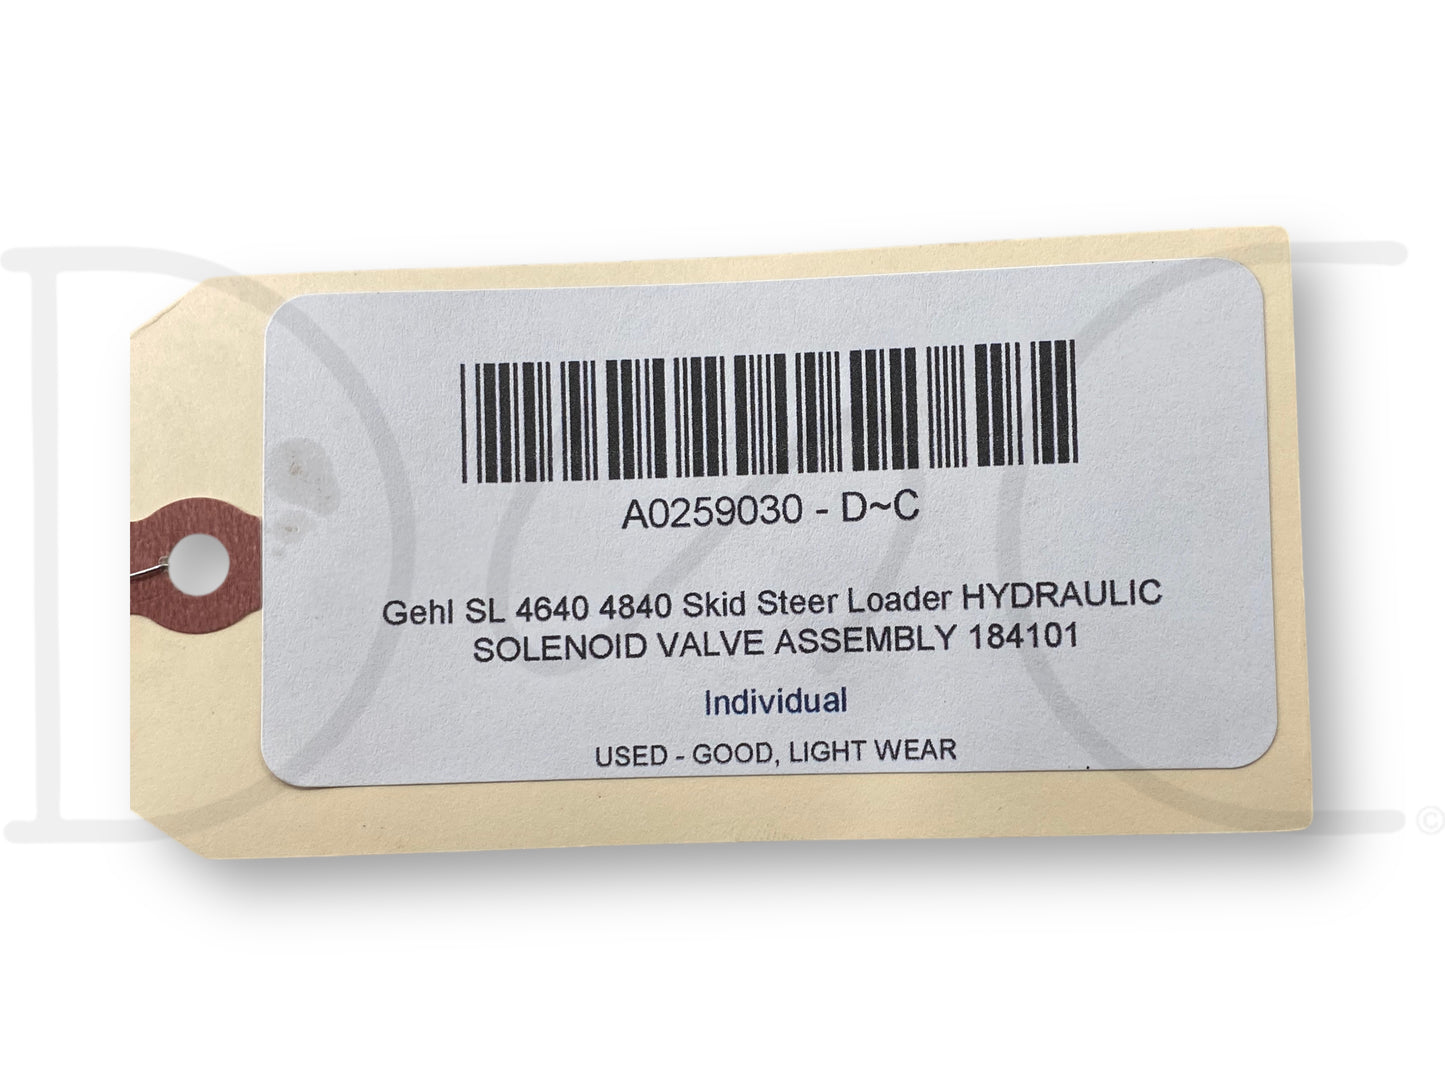 A0259030 - D~C
Gehl SL 4640 4840 Skid Steer Loader HYDRAULIC
SOLENOID VALVE ASSEMBLY 184101
Individual
USED - GOOD, LIGHT WEAR
D~C
©